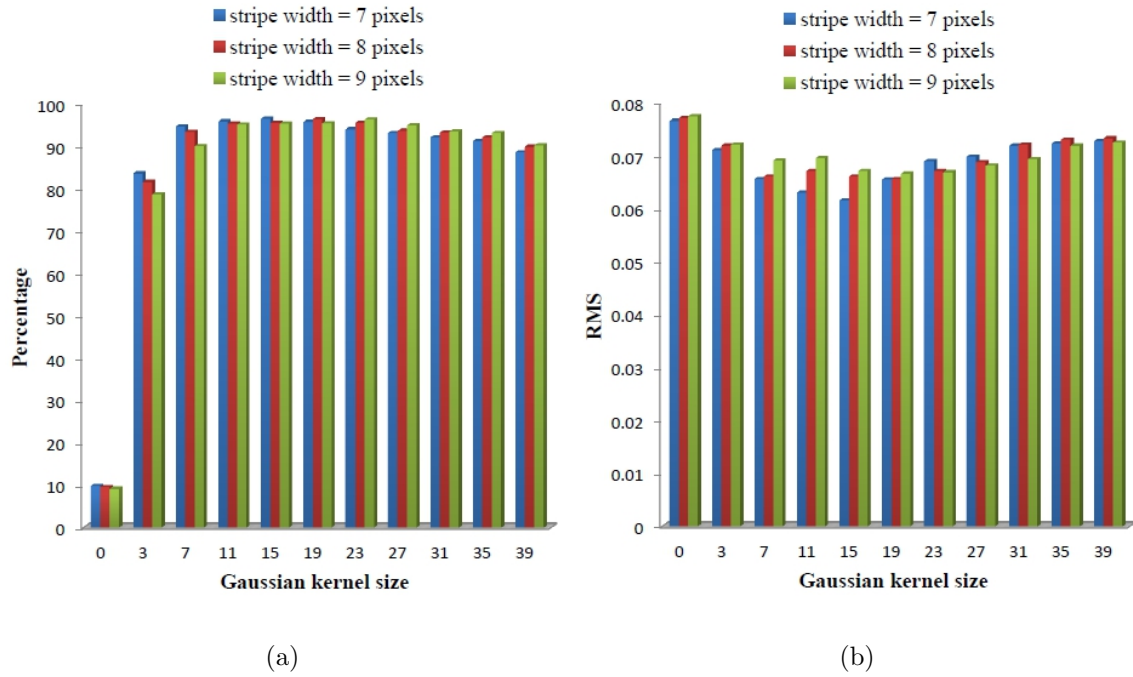 stripe width = 7 pixels
stripe width = 8 pixels
stripe width = 9 pixels
100
90
80
70
60
50
40
30
20
10
0
Percentage
0 3 7 11 15 19 23 27 31 35 39
Gaussian kernel size
(a)
stripe width = 7 pixels
stripe width = 8 pixels
stripe width = 9 pixels
0.08
0.07
0.06
0.05
0.04
0.03
0.02
0.01
0
RMS
0 3 7 11 15 19 23 27 31 35 39
Gaussian kernel size
(b)